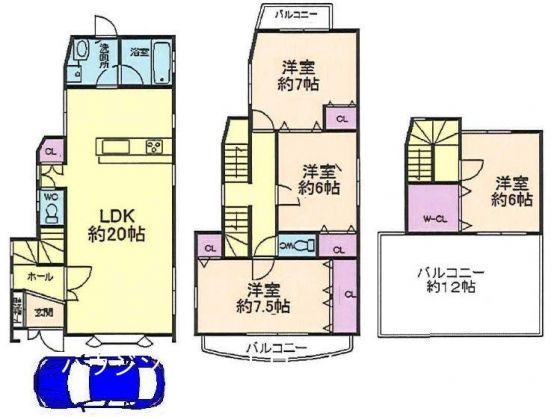 洗面所
浴室
CL
WC
LDK
約20帖
ホール
玄関
バルコニー
洋室
約7帖
CL
洋室
約6帖
CL
WC
CL
洋室
約7.5帖
CL
バルコニー
洋室
約6帖
W-CL
バルコニー
約12帖